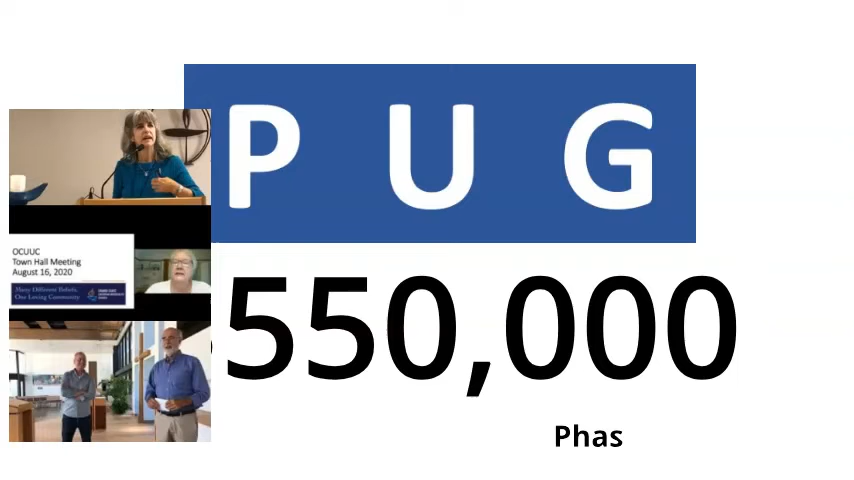 P U G
OCUUC
Town Hall Meeting
August 16, 2020
Many Different Beliefs,
One Loving Community
550,000
Phas